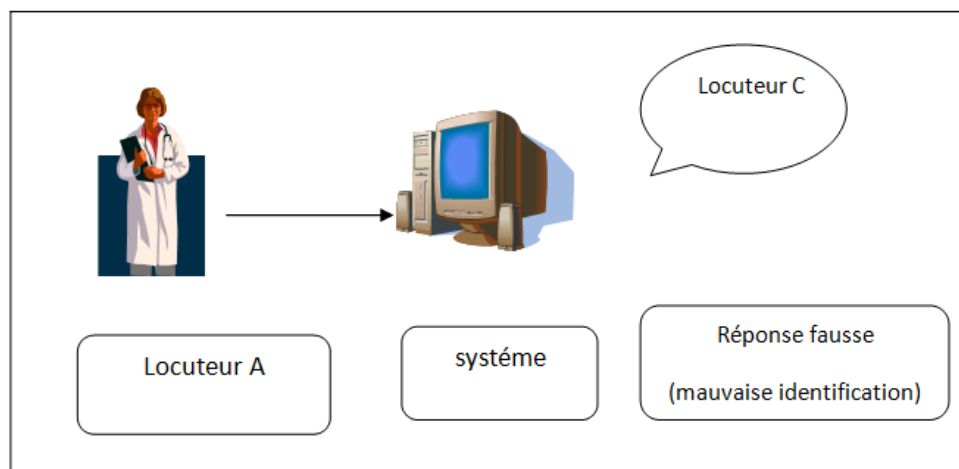 Locuteur C
Locuteur A
systéme
Réponse fausse
(mauvaise identification)